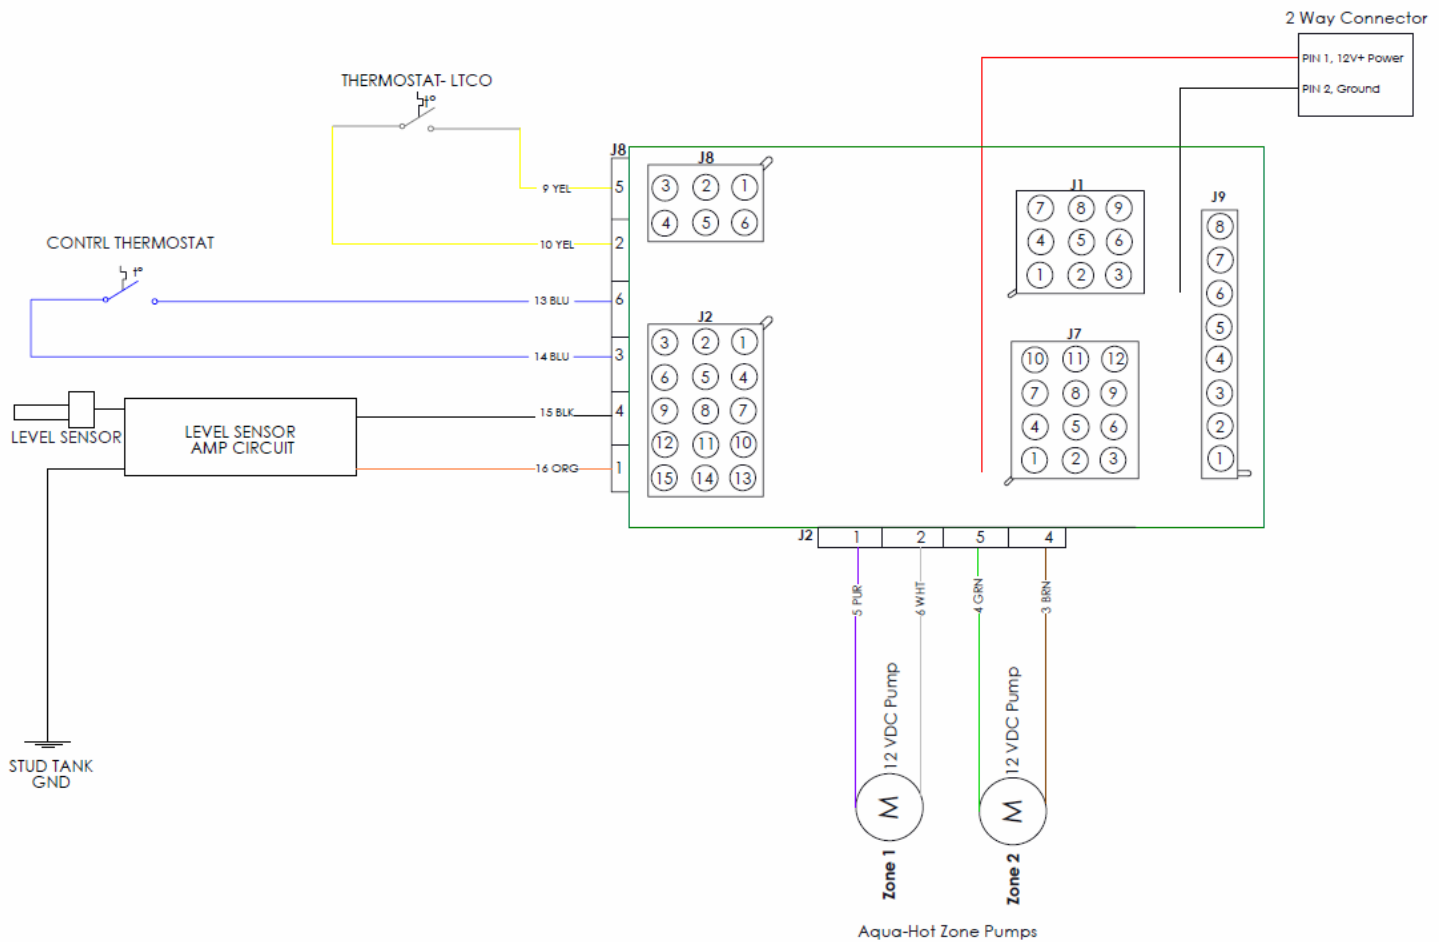 2 Way Connector
PIN 1, 12V+ Power
PIN 2, Ground
THERMOSTAT- LTCO
t°
J8
5
9 YEL
2
10 YEL
CONTRL THERMOSTAT
t°
6
13 BLU
3
14 BLU
4
15 BLK
1
16 ORG
LEVEL SENSOR
LEVEL SENSOR
AMP CIRCUIT
STUD TANK
GND
J8
3 2 1
4 5 6
J2
3 2 1
6 5 4
9 8 7
12 11 10
15 14 13
J1
7 8 9
4 5 6
1 2 3
J7
10 11 12
7 8 9
4 5 6
1 2 3
J9
8
7
6
5
4
3
2
1
J2 1 2 5 4
5 PUR
6 WHT
4 GRN
3 BRN
12 VDC Pump
12 VDC Pump
M
M
Zone 1
Zone 2
Aqua-Hot Zone Pumps